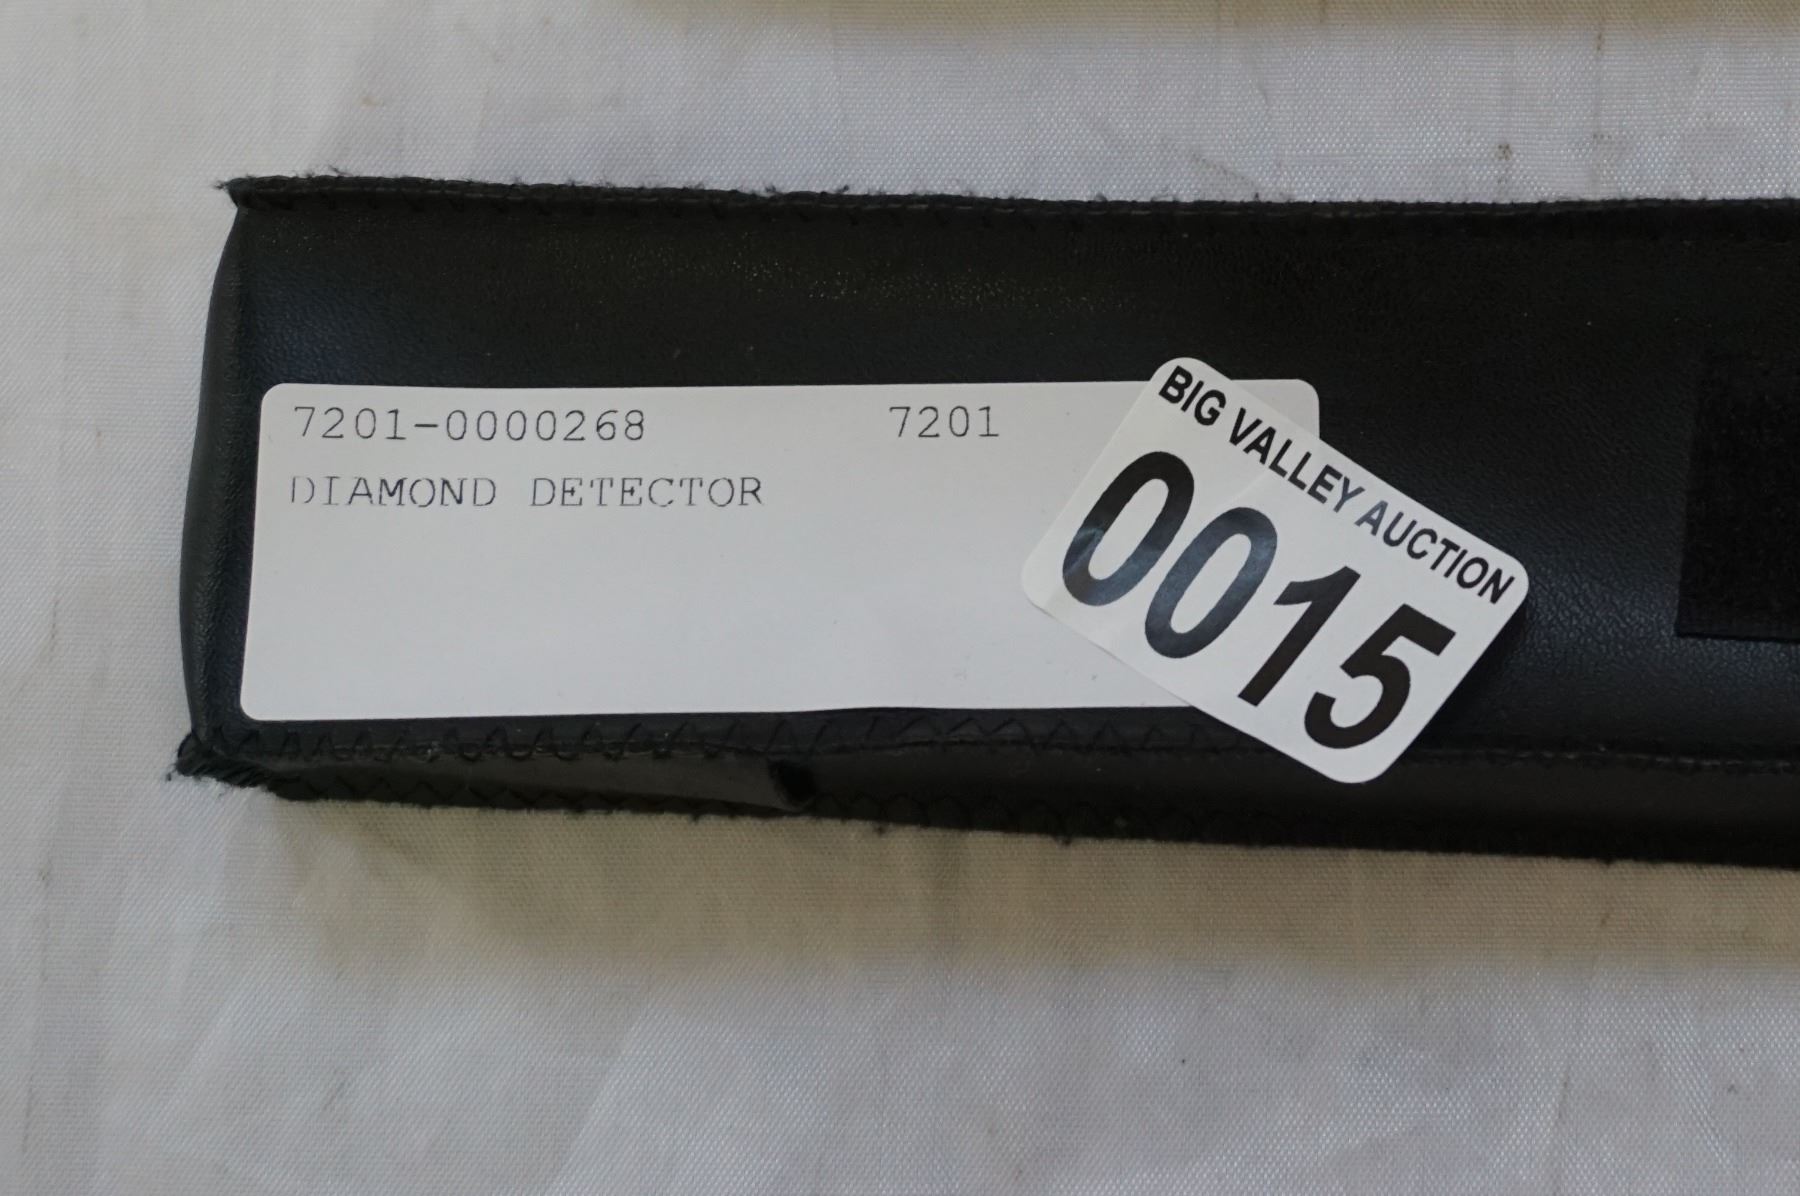 7201-0000268 7201
DIAMOND DETECTOR
BIG VALLEY AUCTION
0015